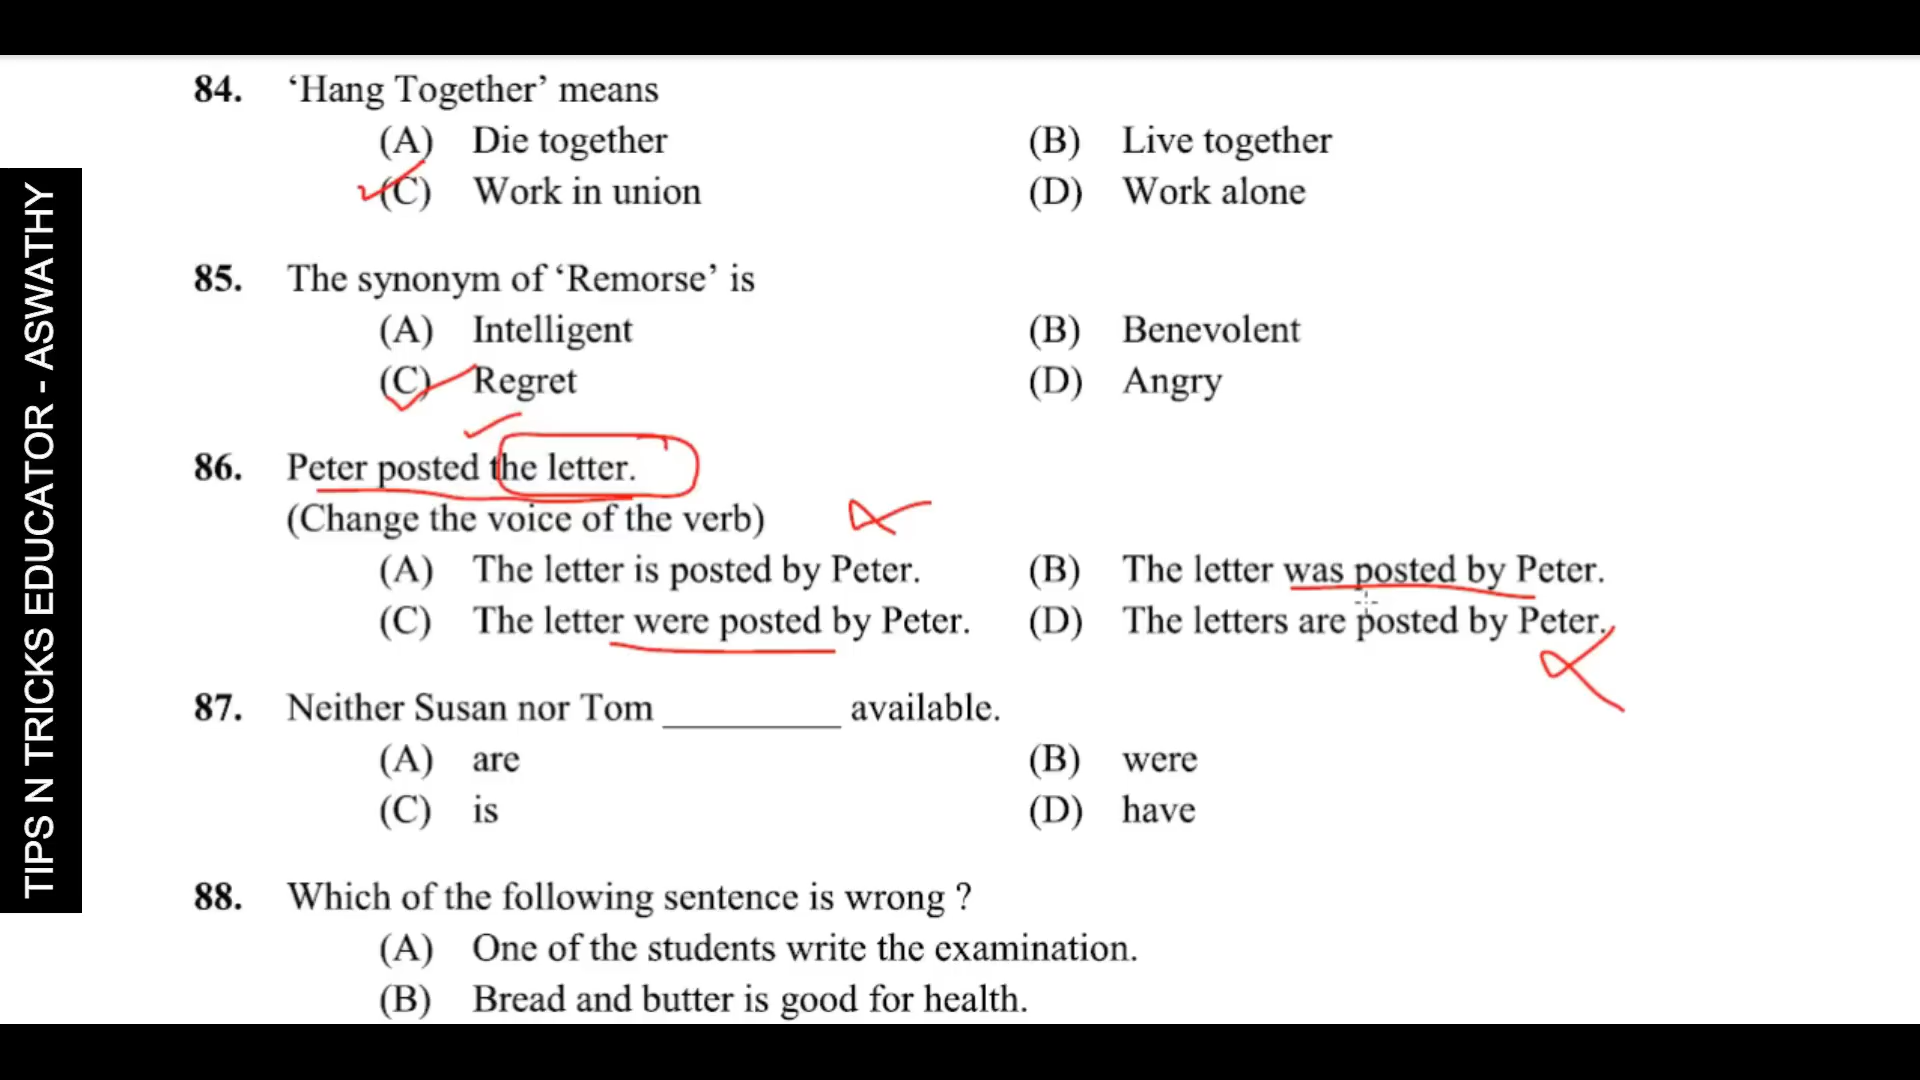 TIPS N TRICKS EDUCATOR - ASWATHY
84. ‘Hang Together’ means
(A) Die together (B) Live together
(C) Work in union (D) Work alone
85. The synonym of ‘Remorse’ is
(A) Intelligent (B) Benevolent
(C) Regret (D) Angry
86. Peter posted the letter.
(Change the voice of the verb)
(A) The letter is posted by Peter. (B) The letter was posted by Peter.
(C) The letter were posted by Peter. (D) The letters are posted by Peter.
87. Neither Susan nor Tom _________ available.
(A) are (B) were
(C) is (D) have
88. Which of the following sentence is wrong ?
(A) One of the students write the examination.
(B) Bread and butter is good for health.